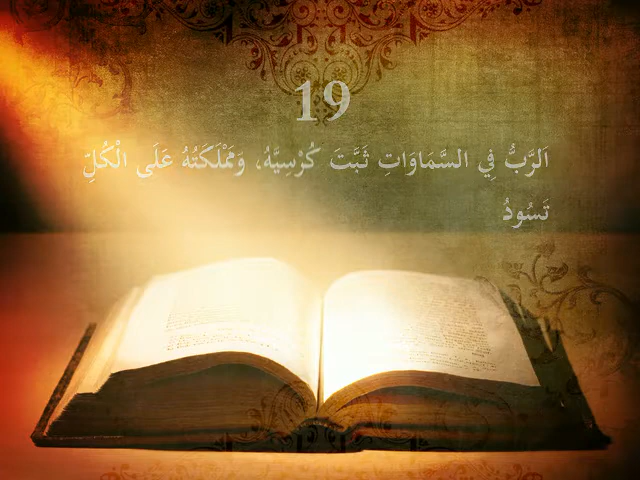 19
اَلرَّبُّ فِي السَّمَاوَاتِ ثَبَّتَ كُرْسِيَّهُ، وَمَمْلَكَتُهُ عَلَى الْكُلِّ
تَسُودُ